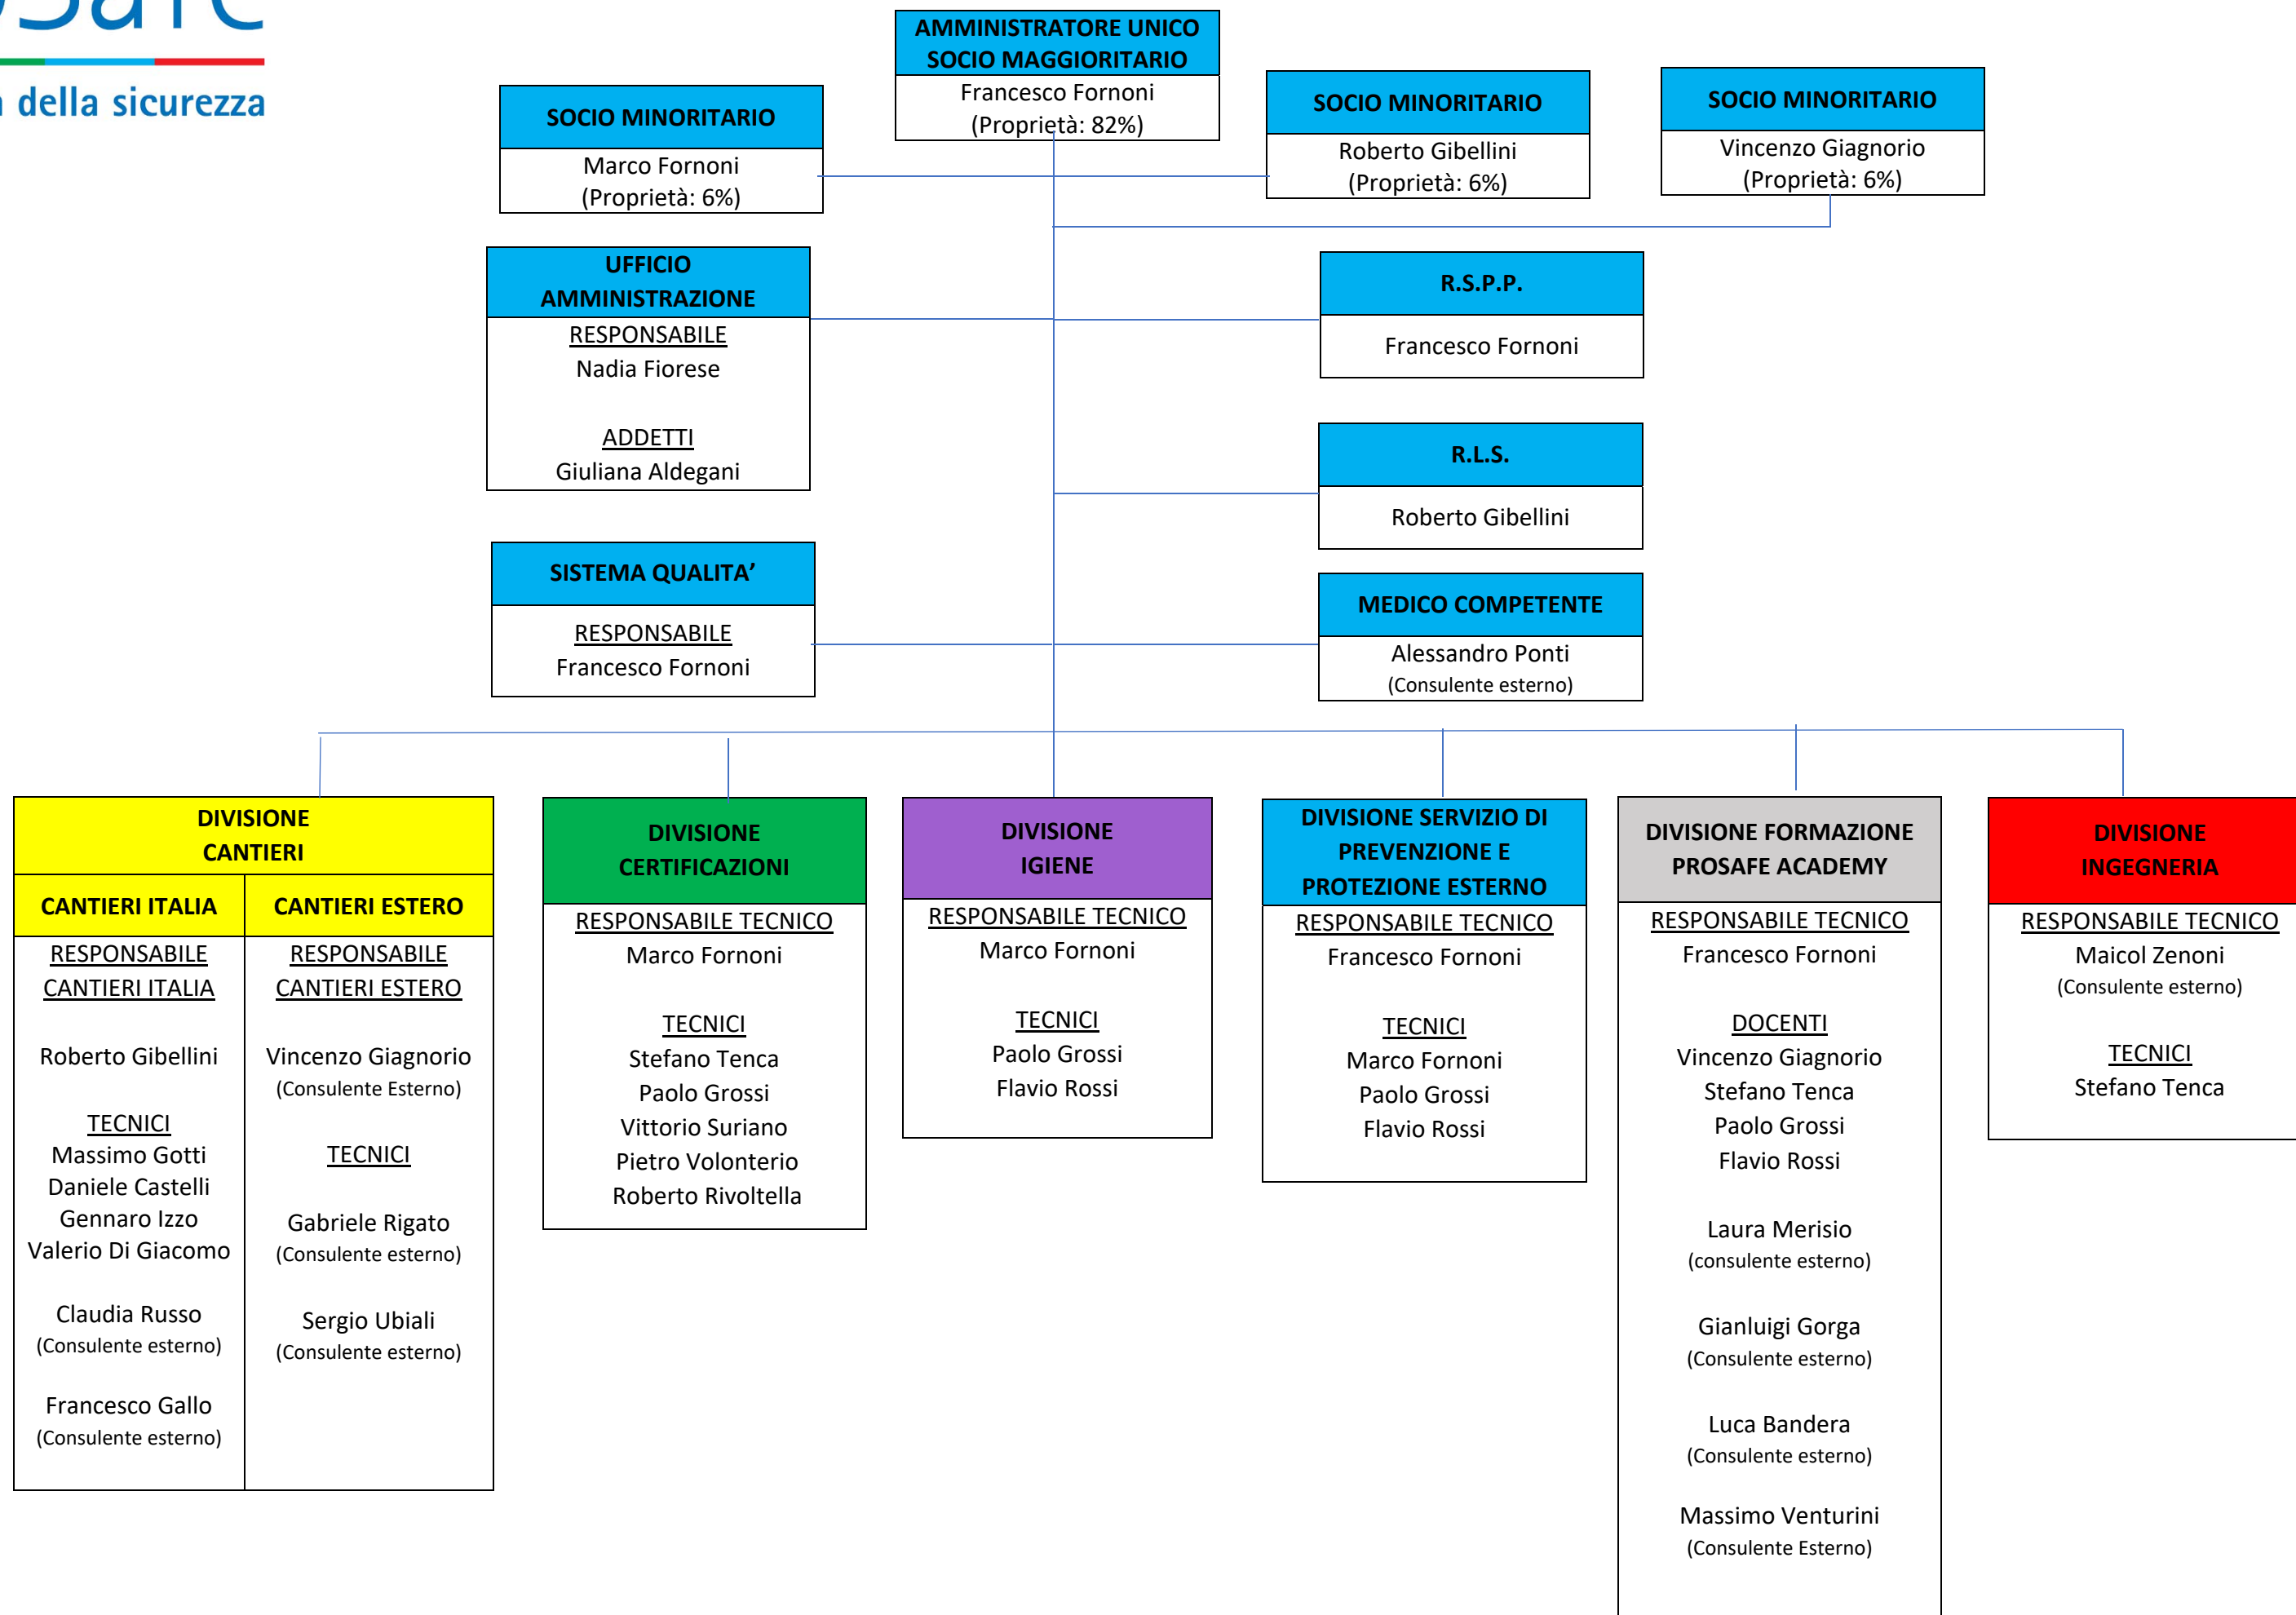 della sicurezza
AMMINISTRATORE UNICO
SOCIO MAGGIORITARIO
Francesco Fornoni
(Proprietà: 82%)
SOCIO MINORITARIO
Marco Fornoni
(Proprietà: 6%)
SOCIO MINORITARIO
Roberto Gibellini
(Proprietà: 6%)
SOCIO MINORITARIO
Vincenzo Giagnorio
(Proprietà: 6%)
UFFICIO
AMMINISTRAZIONE
RESPONSABILE
Nadia Fiorese
ADDETTI
Giuliana Aldegani
R.S.P.P.
Francesco Fornoni
R.L.S.
Roberto Gibellini
SISTEMA QUALITA’
RESPONSABILE
Francesco Fornoni
MEDICO COMPETENTE
Alessandro Ponti
(Consulente esterno)
DIVISIONE
CANTIERI
CANTIERI ITALIA
RESPONSABILE
CANTIERI ITALIA
Roberto Gibellini
TECNICI
Massimo Gotti
Daniele Castelli
Gennaro Izzo
Valerio Di Giacomo
Claudia Russo
(Consulente esterno)
Francesco Gallo
(Consulente esterno)
CANTIERI ESTERO
RESPONSABILE
CANTIERI ESTERO
Vincenzo Giagnorio
(Consulente Esterno)
TECNICI
Gabriele Rigato
(Consulente esterno)
Sergio Ubiali
(Consulente esterno)
DIVISIONE
CERTIFICAZIONI
RESPONSABILE TECNICO
Marco Fornoni
TECNICI
Stefano Tenca
Paolo Grossi
Vittorio Suriano
Pietro Volonterio
Roberto Rivoltella
DIVISIONE
IGIENE
RESPONSABILE TECNICO
Marco Fornoni
TECNICI
Paolo Grossi
Flavio Rossi
DIVISIONE SERVIZIO DI
PREVENZIONE E
PROTEZIONE ESTERNO
RESPONSABILE TECNICO
Francesco Fornoni
TECNICI
Marco Fornoni
Paolo Grossi
Flavio Rossi
DIVISIONE FORMAZIONE
PROSAFE ACADEMY
RESPONSABILE TECNICO
Francesco Fornoni
DOCENTI
Vincenzo Giagnorio
Stefano Tenca
Paolo Grossi
Flavio Rossi
Laura Merisio
(consulente esterno)
Gianluigi Gorga
(Consulente esterno)
Luca Bandera
(Consulente esterno)
Massimo Venturini
(Consulente Esterno)
DIVISIONE
INGEGNERIA
RESPONSABILE TECNICO
Maicol Zenoni
(Consulente esterno)
TECNICI
Stefano Tenca